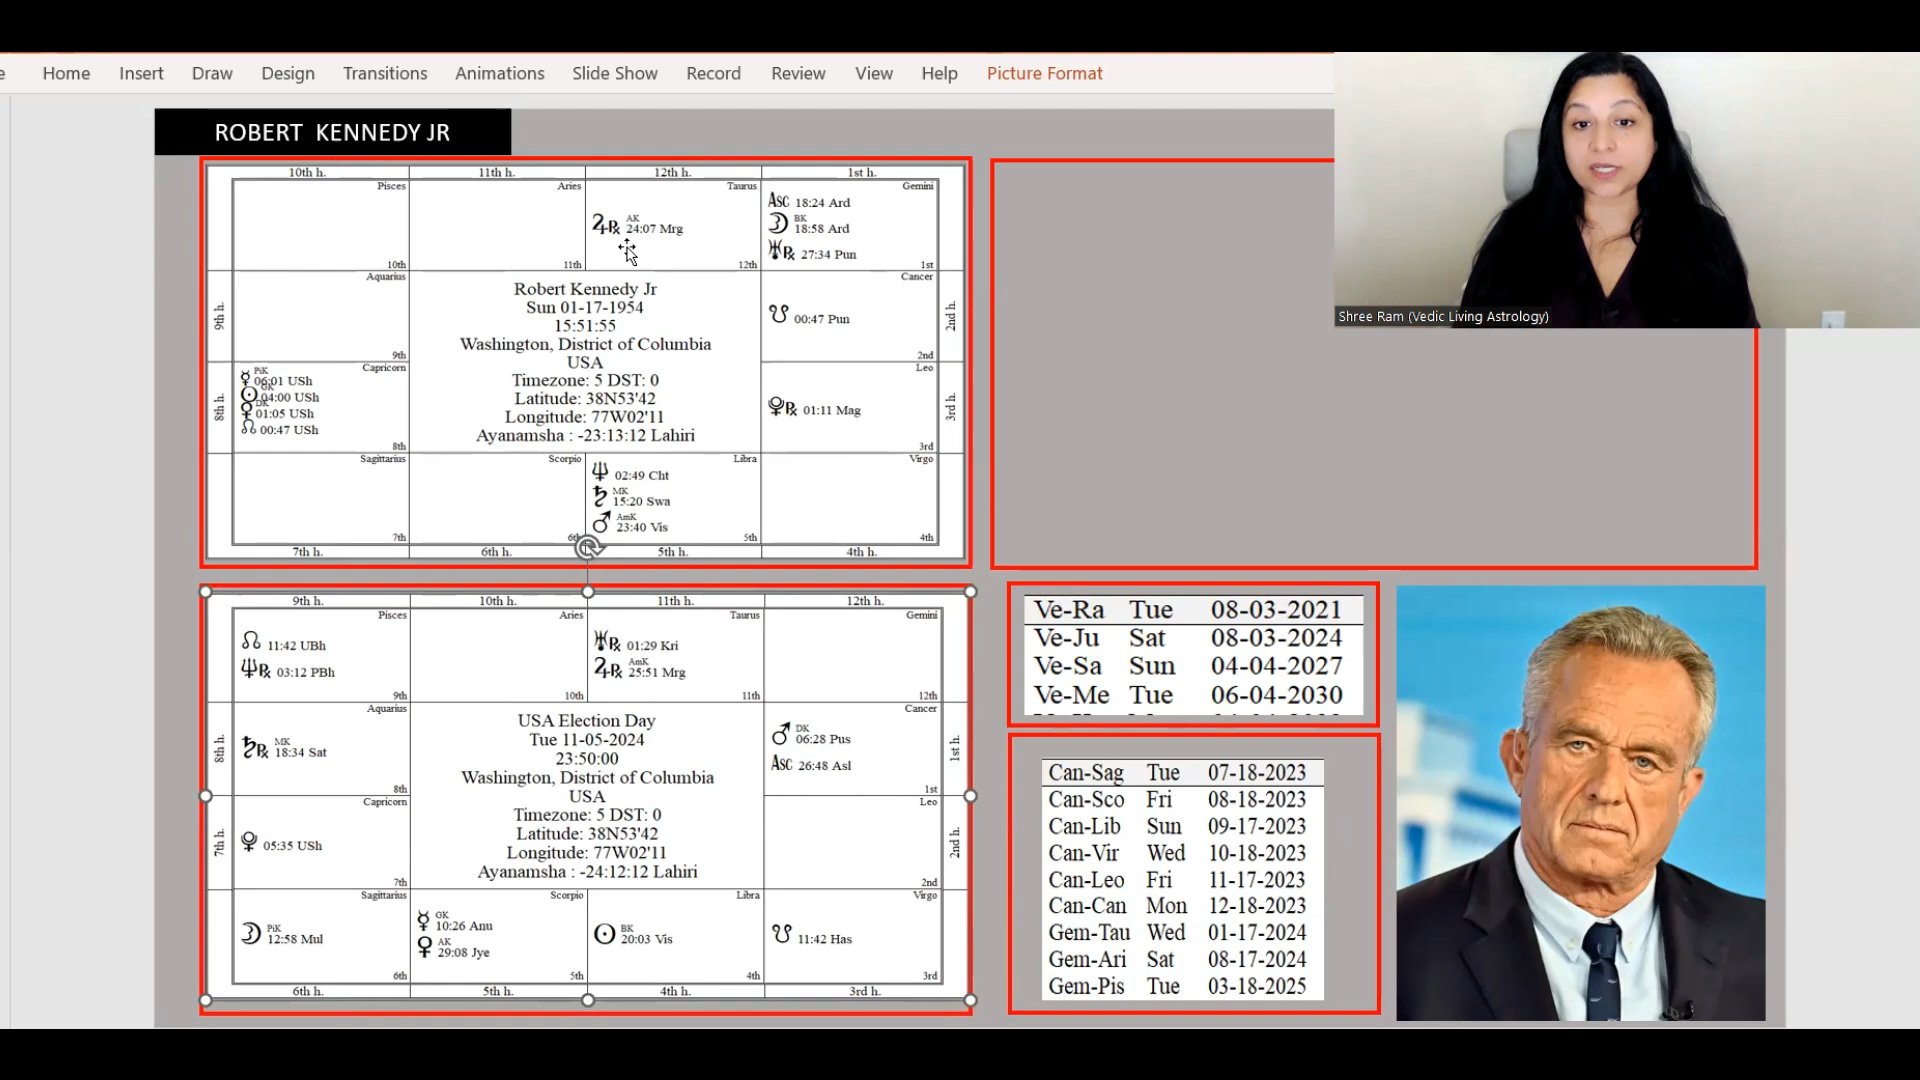 Home Insert Draw Design Transitions Animations Slide Show Record Review View Help Picture Format
ROBERT KENNEDY JR
10th h. 11th h. 12th h. 1st h.
Pisces Aries Taurus Gemini
Asc 18:24 Ard
AK
24:07 Mrg
BK
18:58 Ard
27:34 Pun
10th 11th 12th 1st
Aquarius Cancer
9th h. 2nd h.
00:47 Pun
9th 2nd
Capricorn Leo
8th h. 3rd h.
PiK
06:01 USh
GK
04:00 USh
DK
01:05 USh
00:47 USh
01:11 Mag
8th 3rd
Robert Kennedy Jr
Sun 01-17-1954
15:51:55
Washington, District of Columbia
USA
Timezone: 5 DST: 0
Latitude: 38N53'42
Longitude: 77W02'11
Ayanamsha : -23:13:12 Lahiri
Sagittarius Scorpio Libra Virgo
02:49 Cht
MK
15:20 Swa
AmK
23:40 Vis
7th 6th 5th 4th
7th h. 6th h. 5th h. 4th h.
Shree Ram (Vedic Living Astrology)
9th h. 10th h. 11th h. 12th h.
Pisces Aries Taurus Gemini
11:42 UBh
03:12 PBh
01:29 Kri
AmK
25:51 Mrg
9th 10th 11th 12th
Aquarius Cancer
8th h. 1st h.
MK
18:34 Sat
DK
06:28 Pus
Asc 26:48 Asl
8th 1st
Capricorn Leo
7th h. 2nd h.
05:35 USh
7th 2nd
USA Election Day
Tue 11-05-2024
23:50:00
Washington, District of Columbia
USA
Timezone: 5 DST: 0
Latitude: 38N53'42
Longitude: 77W02'11
Ayanamsha : -24:12:12 Lahiri
Sagittarius Scorpio Libra Virgo
PiK
12:58 Mul
GK
10:26 Anu
AK
29:08 Jye
BK
20:03 Vis
11:42 Has
6th 5th 4th 3rd
6th h. 5th h. 4th h. 3rd h.
Ve-Ra Tue 08-03-2021
Ve-Ju Sat 08-03-2024
Ve-Sa Sun 04-04-2027
Ve-Me Tue 06-04-2030
Can-Sag Tue 07-18-2023
Can-Sco Fri 08-18-2023
Can-Lib Sun 09-17-2023
Can-Vir Wed 10-18-2023
Can-Leo Fri 11-17-2023
Can-Can Mon 12-18-2023
Gem-Tau Wed 01-17-2024
Gem-Ari Sat 08-17-2024
Gem-Pis Tue 03-18-2025